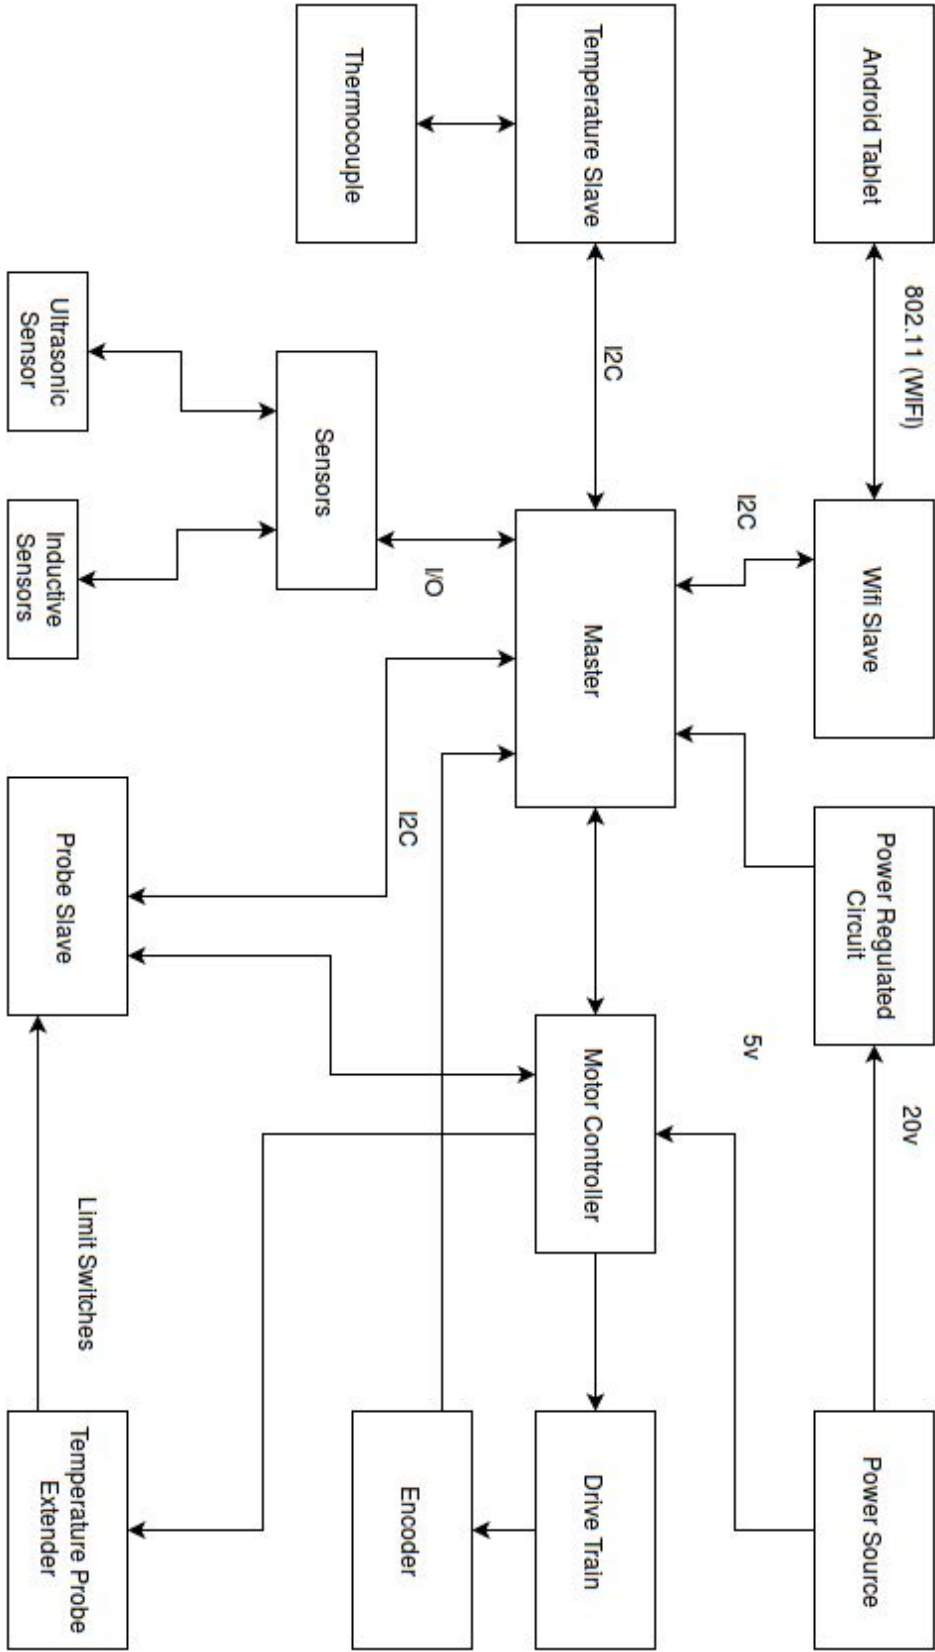 Android Tablet
802.11 (WIFI)
Wifi Slave
Power Regulated
Circuit
20v
Power Source
I2C
5v
Temperature Slave
I2C
Master
Motor Controller
Drive Train
Thermocouple
Sensors
I/O
I2C
Encoder
Ultrasonic
Sensor
Inductive
Sensors
Probe Slave
Limit Switches
Temperature Probe
Extender